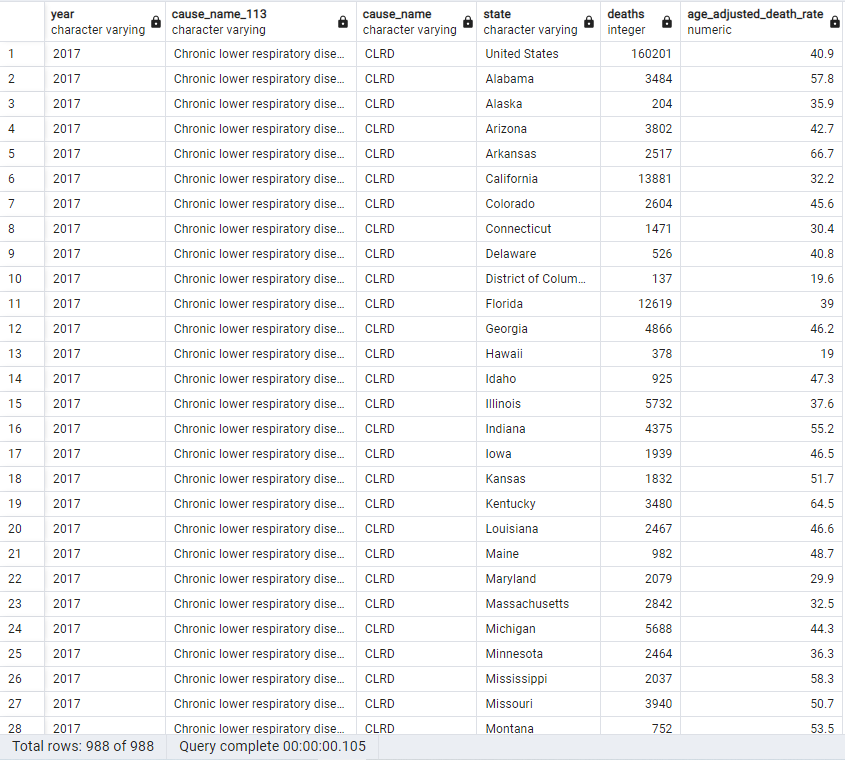 year cause_name_113 cause_name state deaths age_adjusted_death_rate
character varying character varying character varying character varying integer numeric
1 2017 Chronic lower respiratory dise... CLRD United States 160201 40.9
2 2017 Chronic lower respiratory dise... CLRD Alabama 3484 57.8
3 2017 Chronic lower respiratory dise... CLRD Alaska 204 35.9
4 2017 Chronic lower respiratory dise... CLRD Arizona 3802 42.7
5 2017 Chronic lower respiratory dise... CLRD Arkansas 2517 66.7
6 2017 Chronic lower respiratory dise... CLRD California 13881 32.2
7 2017 Chronic lower respiratory dise... CLRD Colorado 2604 45.6
8 2017 Chronic lower respiratory dise... CLRD Connecticut 1471 30.4
9 2017 Chronic lower respiratory dise... CLRD Delaware 526 40.8
10 2017 Chronic lower respiratory dise... CLRD District of Colum... 137 19.6
11 2017 Chronic lower respiratory dise... CLRD Florida 12619 39
12 2017 Chronic lower respiratory dise... CLRD Georgia 4866 46.2
13 2017 Chronic lower respiratory dise... CLRD Hawaii 378 19
14 2017 Chronic lower respiratory dise... CLRD Idaho 925 47.3
15 2017 Chronic lower respiratory dise... CLRD Illinois 5732 37.6
16 2017 Chronic lower respiratory dise... CLRD Indiana 4375 55.2
17 2017 Chronic lower respiratory dise... CLRD Iowa 1939 46.5
18 2017 Chronic lower respiratory dise... CLRD Kansas 1832 51.7
19 2017 Chronic lower respiratory dise... CLRD Kentucky 3480 64.5
20 2017 Chronic lower respiratory dise... CLRD Louisiana 2467 46.6
21 2017 Chronic lower respiratory dise... CLRD Maine 982 48.7
22 2017 Chronic lower respiratory dise... CLRD Maryland 2079 29.9
23 2017 Chronic lower respiratory dise... CLRD Massachusetts 2842 32.5
24 2017 Chronic lower respiratory dise... CLRD Michigan 5688 44.3
25 2017 Chronic lower respiratory dise... CLRD Minnesota 2464 36.3
26 2017 Chronic lower respiratory dise... CLRD Mississippi 2037 58.3
27 2017 Chronic lower respiratory dise... CLRD Missouri 3940 50.7
28 2017 Chronic lower respiratory dise... CLRD Montana 752 53.5
Total rows: 988 of 988 Query complete 00:00:00.105